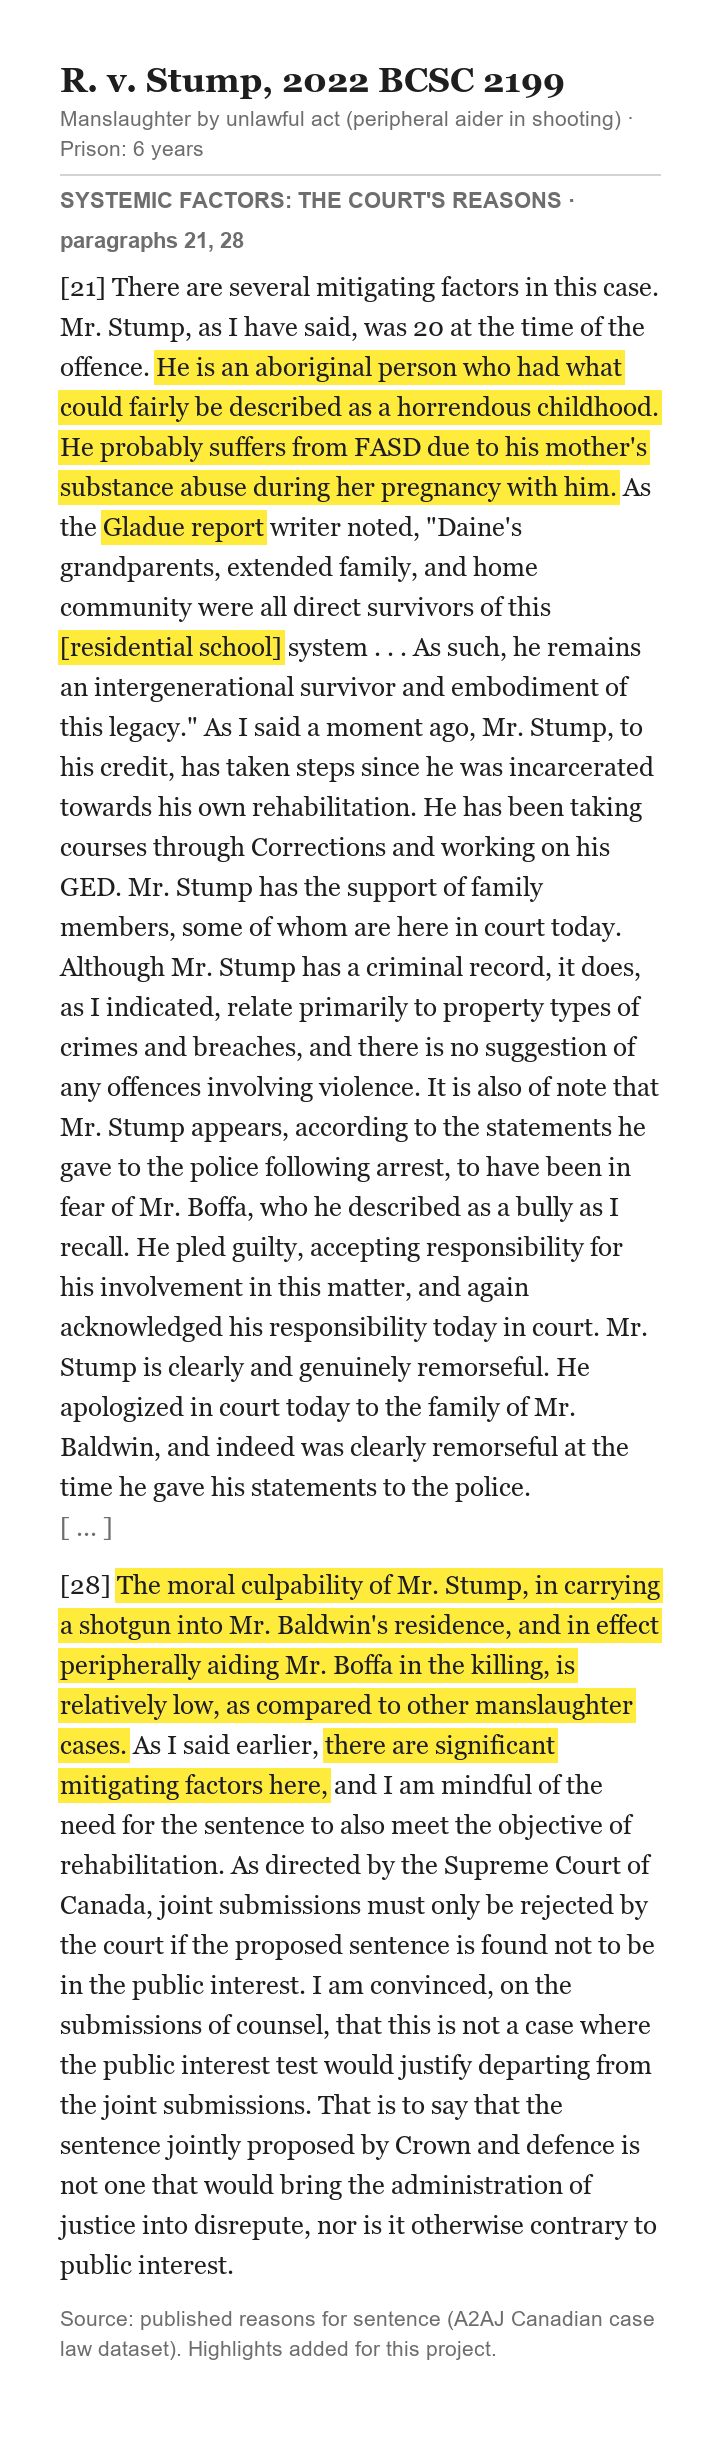 R. v. Stump, 2022 BCSC 2199
Manslaughter by unlawful act (peripheral aider in shooting) ·
Prison: 6 years
SYSTEMIC FACTORS: THE COURT'S REASONS ·
paragraphs 21, 28
[21] There are several mitigating factors in this case.
Mr. Stump, as I have said, was 20 at the time of the
offence. He is an aboriginal person who had what
could fairly be described as a horrendous childhood.
He probably suffers from FASD due to his mother's
substance abuse during her pregnancy with him. As
the Gladue report writer noted, "Daine's
grandparents, extended family, and home
community were all direct survivors of this
[residential school] system . . . As such, he remains
an intergenerational survivor and embodiment of
this legacy." As I said a moment ago, Mr. Stump, to
his credit, has taken steps since he was incarcerated
towards his own rehabilitation. He has been taking
courses through Corrections and working on his
GED. Mr. Stump has the support of family
members, some of whom are here in court today.
Although Mr. Stump has a criminal record, it does,
as I indicated, relate primarily to property types of
crimes and breaches, and there is no suggestion of
any offences involving violence. It is also of note that
Mr. Stump appears, according to the statements he
gave to the police following arrest, to have been in
fear of Mr. Boffa, who he described as a bully as I
recall. He pled guilty, accepting responsibility for
his involvement in this matter, and again
acknowledged his responsibility today in court. Mr.
Stump is clearly and genuinely remorseful. He
apologized in court today to the family of Mr.
Baldwin, and indeed was clearly remorseful at the
time he gave his statements to the police.
[ ... ]
[28] The moral culpability of Mr. Stump, in carrying
a shotgun into Mr. Baldwin's residence, and in effect
peripherally aiding Mr. Boffa in the killing, is
relatively low, as compared to other manslaughter
cases. As I said earlier, there are significant
mitigating factors here, and I am mindful of the
need for the sentence to also meet the objective of
rehabilitation. As directed by the Supreme Court of
Canada, joint submissions must only be rejected by
the court if the proposed sentence is found not to be
in the public interest. I am convinced, on the
submissions of counsel, that this is not a case where
the public interest test would justify departing from
the joint submissions. That is to say that the
sentence jointly proposed by Crown and defence is
not one that would bring the administration of
justice into disrepute, nor is it otherwise contrary to
public interest.
Source: published reasons for sentence (A2AJ Canadian case
law dataset). Highlights added for this project.